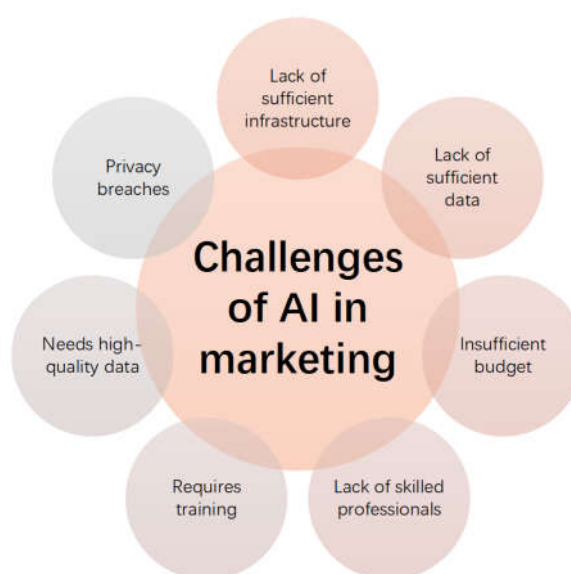 Lack of
sufficient
infrastructure
Lack of
sufficient
data
Insufficient
budget
Lack of skilled
professionals
Requires
training
Needs high-
quality data
Privacy
breaches
Challenges
of AI in
marketing